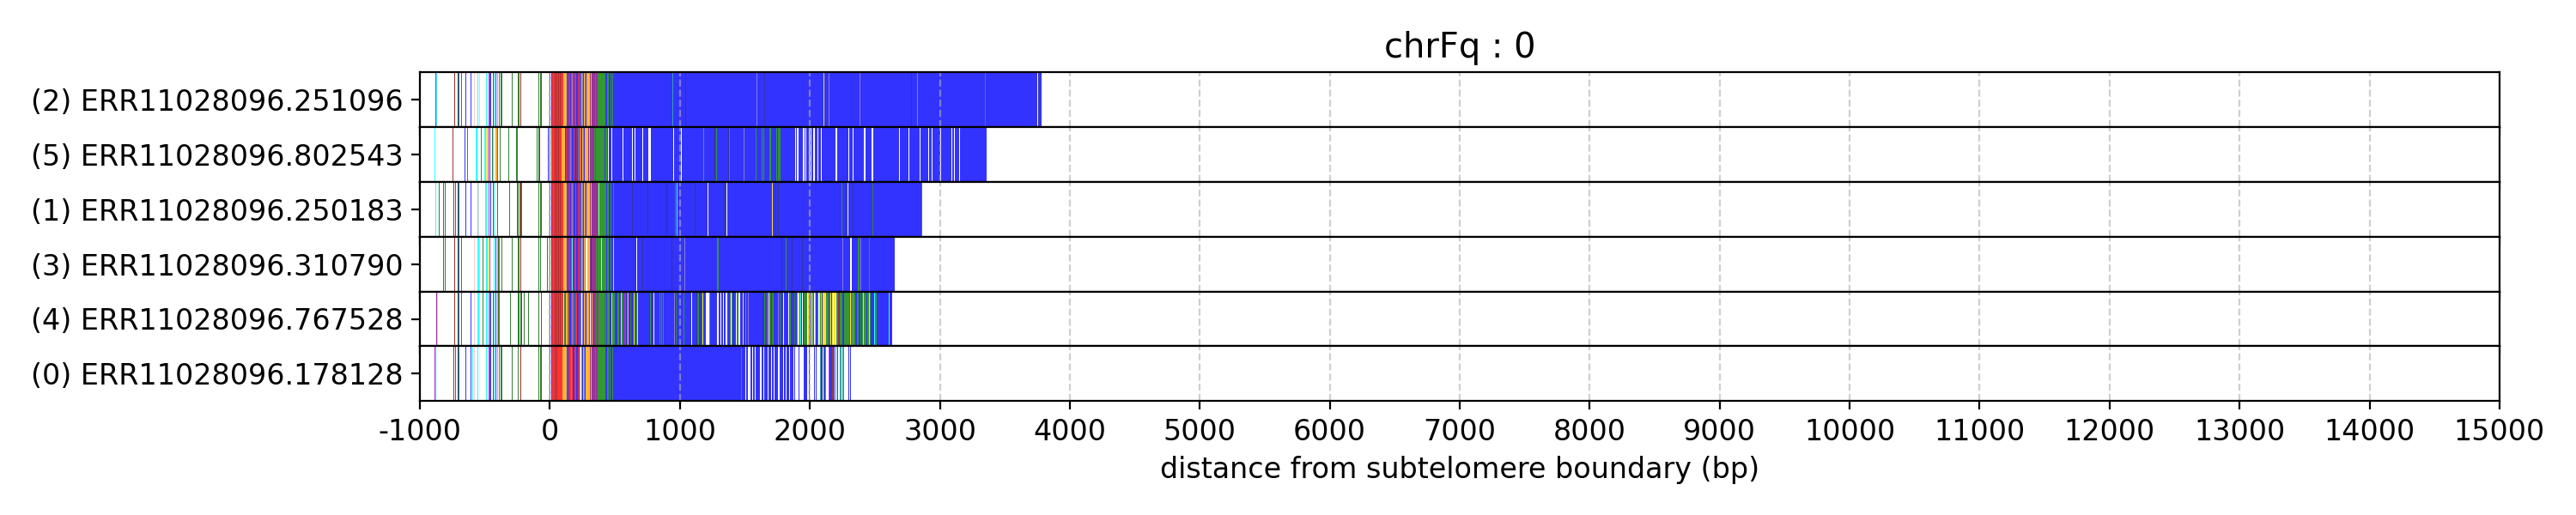 chrFq : 0
(2) ERR11028096.251096
(5) ERR11028096.802543
(1) ERR11028096.250183
(3) ERR11028096.310790
(4) ERR11028096.767528
(0) ERR11028096.178128
-1000 0 1000 2000 3000 4000 5000 6000 7000 8000 9000 10000 11000 12000 13000 14000 15000
distance from subtelomere boundary (bp)